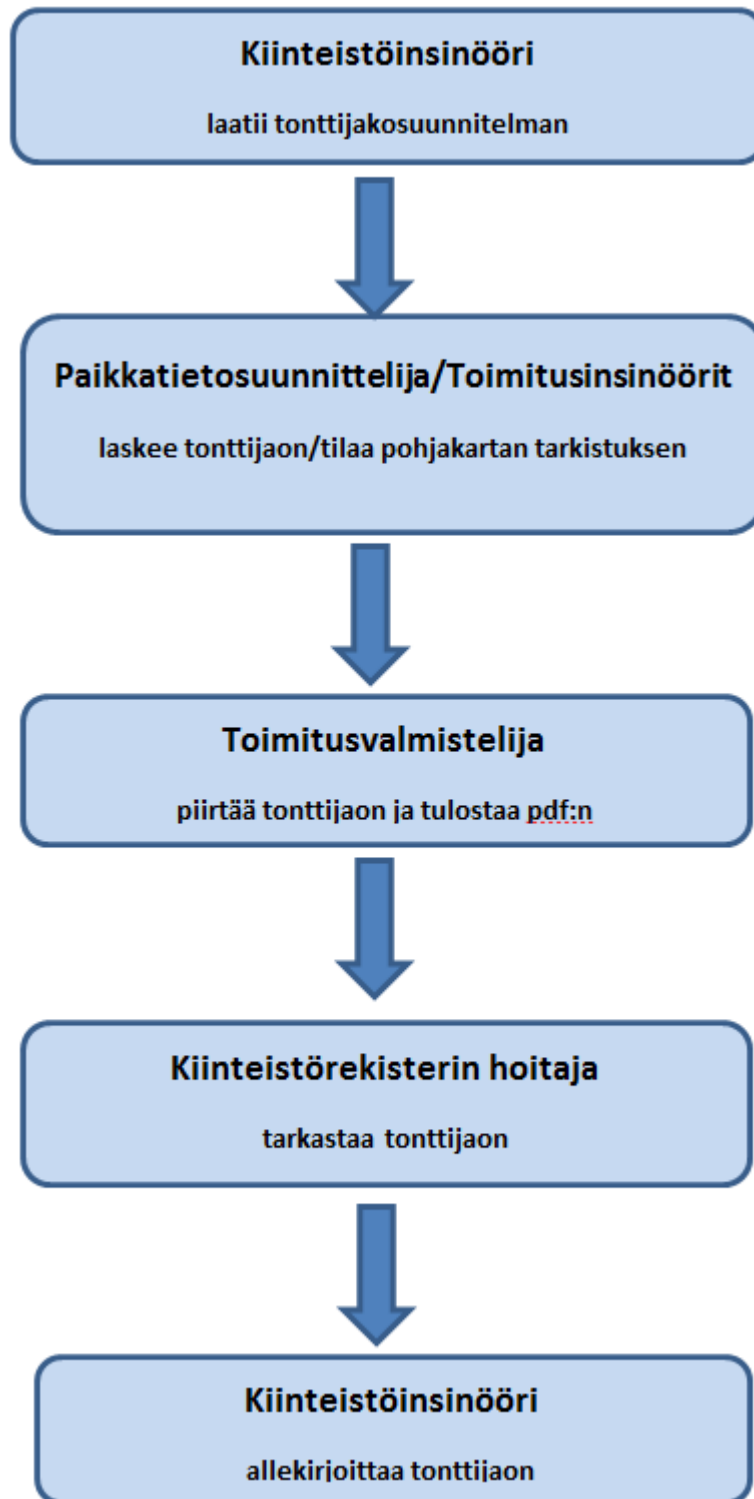 Kiinteistöinsinööri
laatii tonttijakosuunnitelman
Paikkatietosuunnittelija/Toimitusinsinöörit
laskee tonttijaon/tilaa pohjakartan tarkistuksen
Toimitusvalmistelija
piirtää tonttijaon ja tulostaa pdf:n
Kiinteistörekisterin hoitaja
tarkastaa tonttijaon
Kiinteistöinsinööri
allekirjoittaa tonttijaon